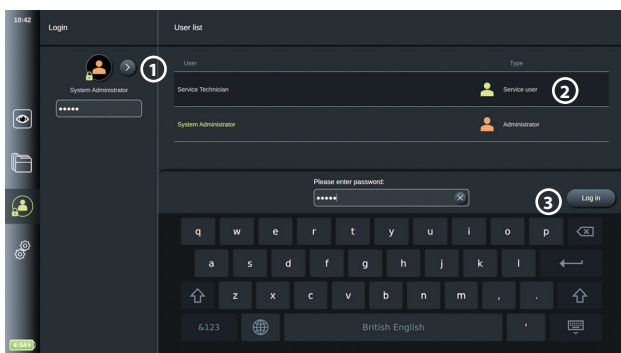 10:42
Login
User list
User
Type
1
System Administrator
•••••
Service Technician
Service user
2
System Administrator
Administrator
Please enter password:
•••••
3
Log in
q w e r t y u i o p
a s d f g h j k l
z x c v b n m , .
&123
British English
'
4:54